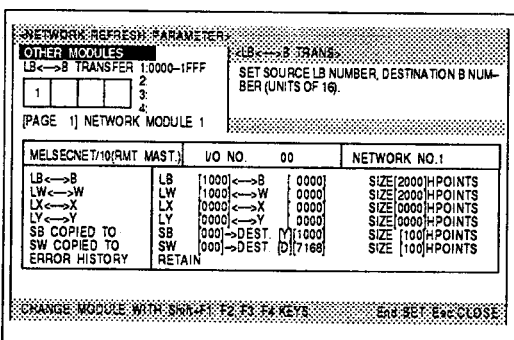 <NETWORK REFRESH PARAMETER>
OTHER MODULES
LB<—>B TRANSFER 1:0000–1FFF
2:
3:
4:
1
[PAGE 1] NETWORK MODULE 1
<LB<—>B TRANS>
SET SOURCE LB NUMBER, DESTINATION B NUM–
BER (UNITS OF 16).
MELSECNET/10(RMT MAST.) I/O NO. 00 NETWORK NO.1
LB<—>B LB [1000]<—>B [ 0000] SIZE[2000]HPOINTS
LW<—>W LW [1000]<—>W [ 0000] SIZE[2000]HPOINTS
LX<—>X LX [0000]<—>X [ 0000] SIZE[0000]HPOINTS
LY<—>Y LY [0000]<—>Y [ 0000] SIZE[0000]HPOINTS
SB COPIED TO SB [000]->DEST. [Y][1000] SIZE [100]HPOINTS
SW COPIED TO SW [000]->DEST. [D][7168] SIZE [100]HPOINTS
ERROR HISTORY RETAIN
CHANGE MODULE WITH Shift+F1 F2 F3 F4 KEYS End:SET Esc:CLOSE